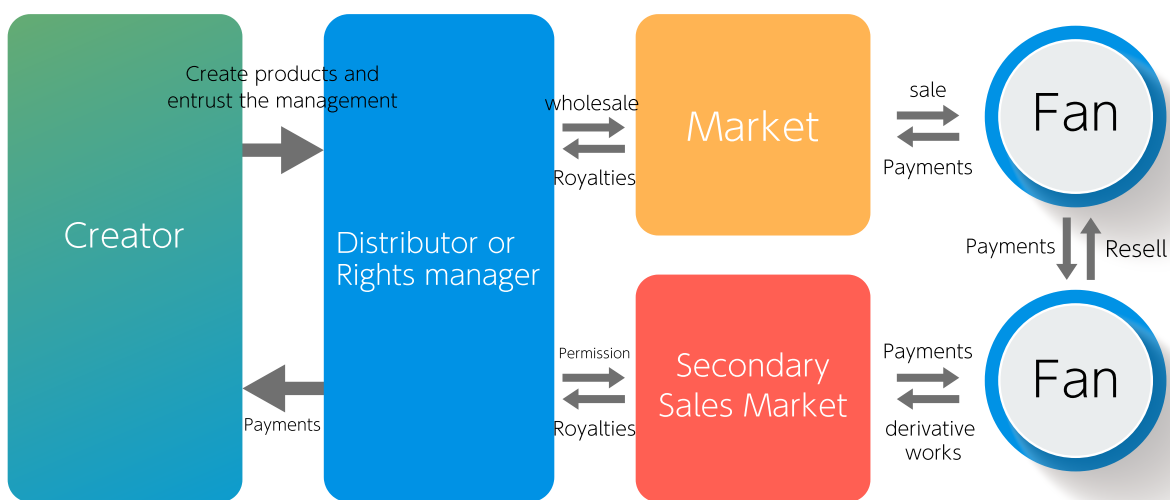 Create products and
entrust the management
Creator
Payments
Distributor or
Rights manager
wholesale
Royalties
Market
sale
Payments
Fan
Payments
Resell
Permission
Royalties
Secondary
Sales Market
Payments
derivative
works
Fan